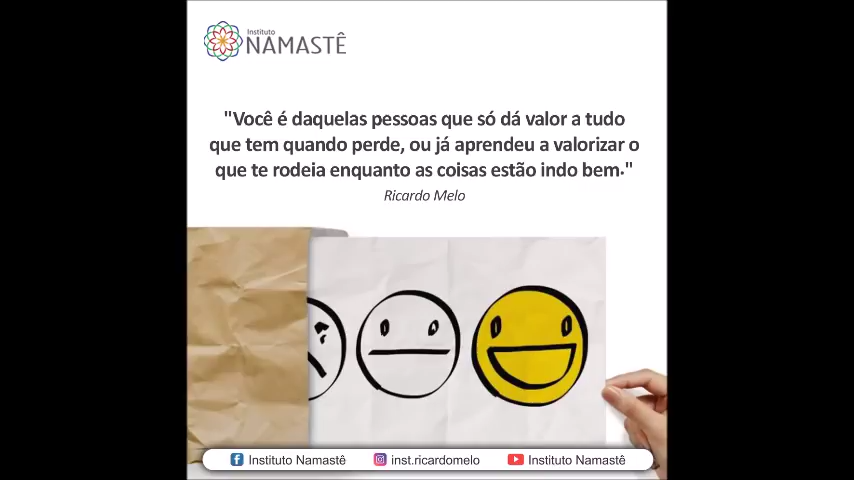 Instituto
NAMASTÊ
"Você é daquelas pessoas que só dá valor a tudo
que tem quando perde, ou já aprendeu a valorizar o
que te rodeia enquanto as coisas estão indo bem."
Ricardo Melo
Instituto Namastê
inst.ricardomelo
Instituto Namastê